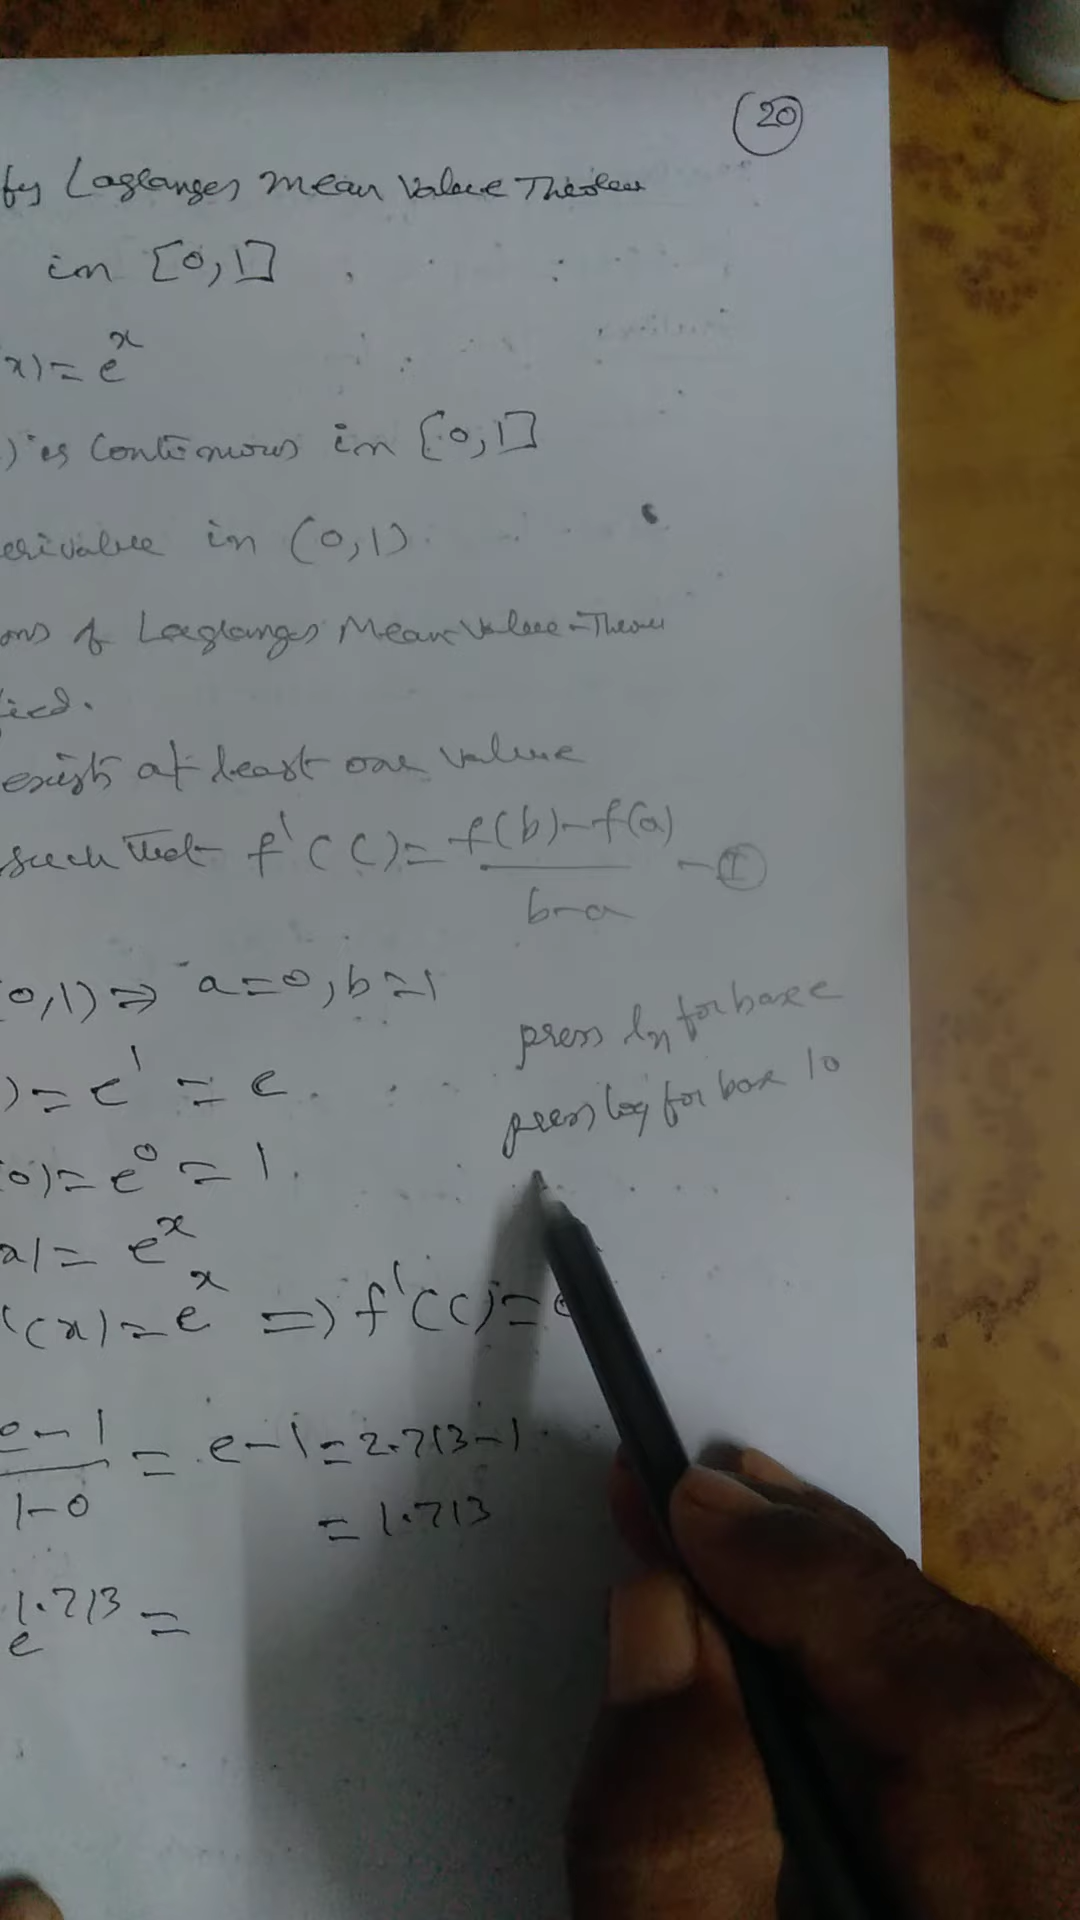 20
fy Lagranges Mean Value Theorem
in [0,1]
x)=e^x
) is Continuous in [0,1]
erivable in (0,1).
ons of Lagranges Mean Value Theorem
fied.
exists at least one value
such that f'(c)= f(b)-f(a) / b-a - ①
0,1) ⇒ a=0, b=1
press ln for base e
)=e^1 = e.
press log for base 10
0)=e^0 = 1.
x)= e^x
'(x)=e^x ⇒ f'(c)=e
e-1 / 1-0 = e-1=2.713-1
= 1.713
1.713 e =